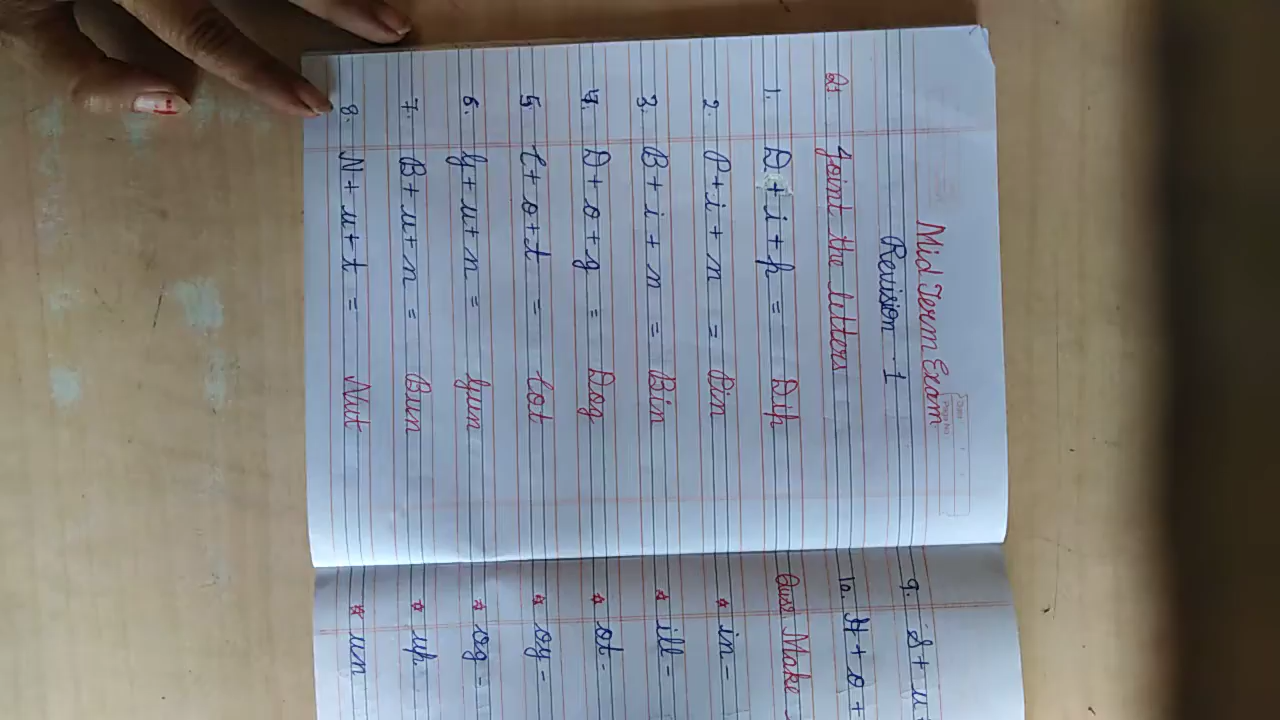 Mid Term Exam
Revision - 1
Q1. Joint the letters
1. D + i + p = Dip
2. P + i + n = Pin
3. B + i + n = Bin
4. D + o + g = Dog
5. C + o + t = Cot
6. G + u + n = Gun
7. B + u + n = Bun
8. N + u + t = Nut
9. S + u +
10. H + o +
Make
* in -
* ill -
* ot -
* og -
* og =
* up
* un